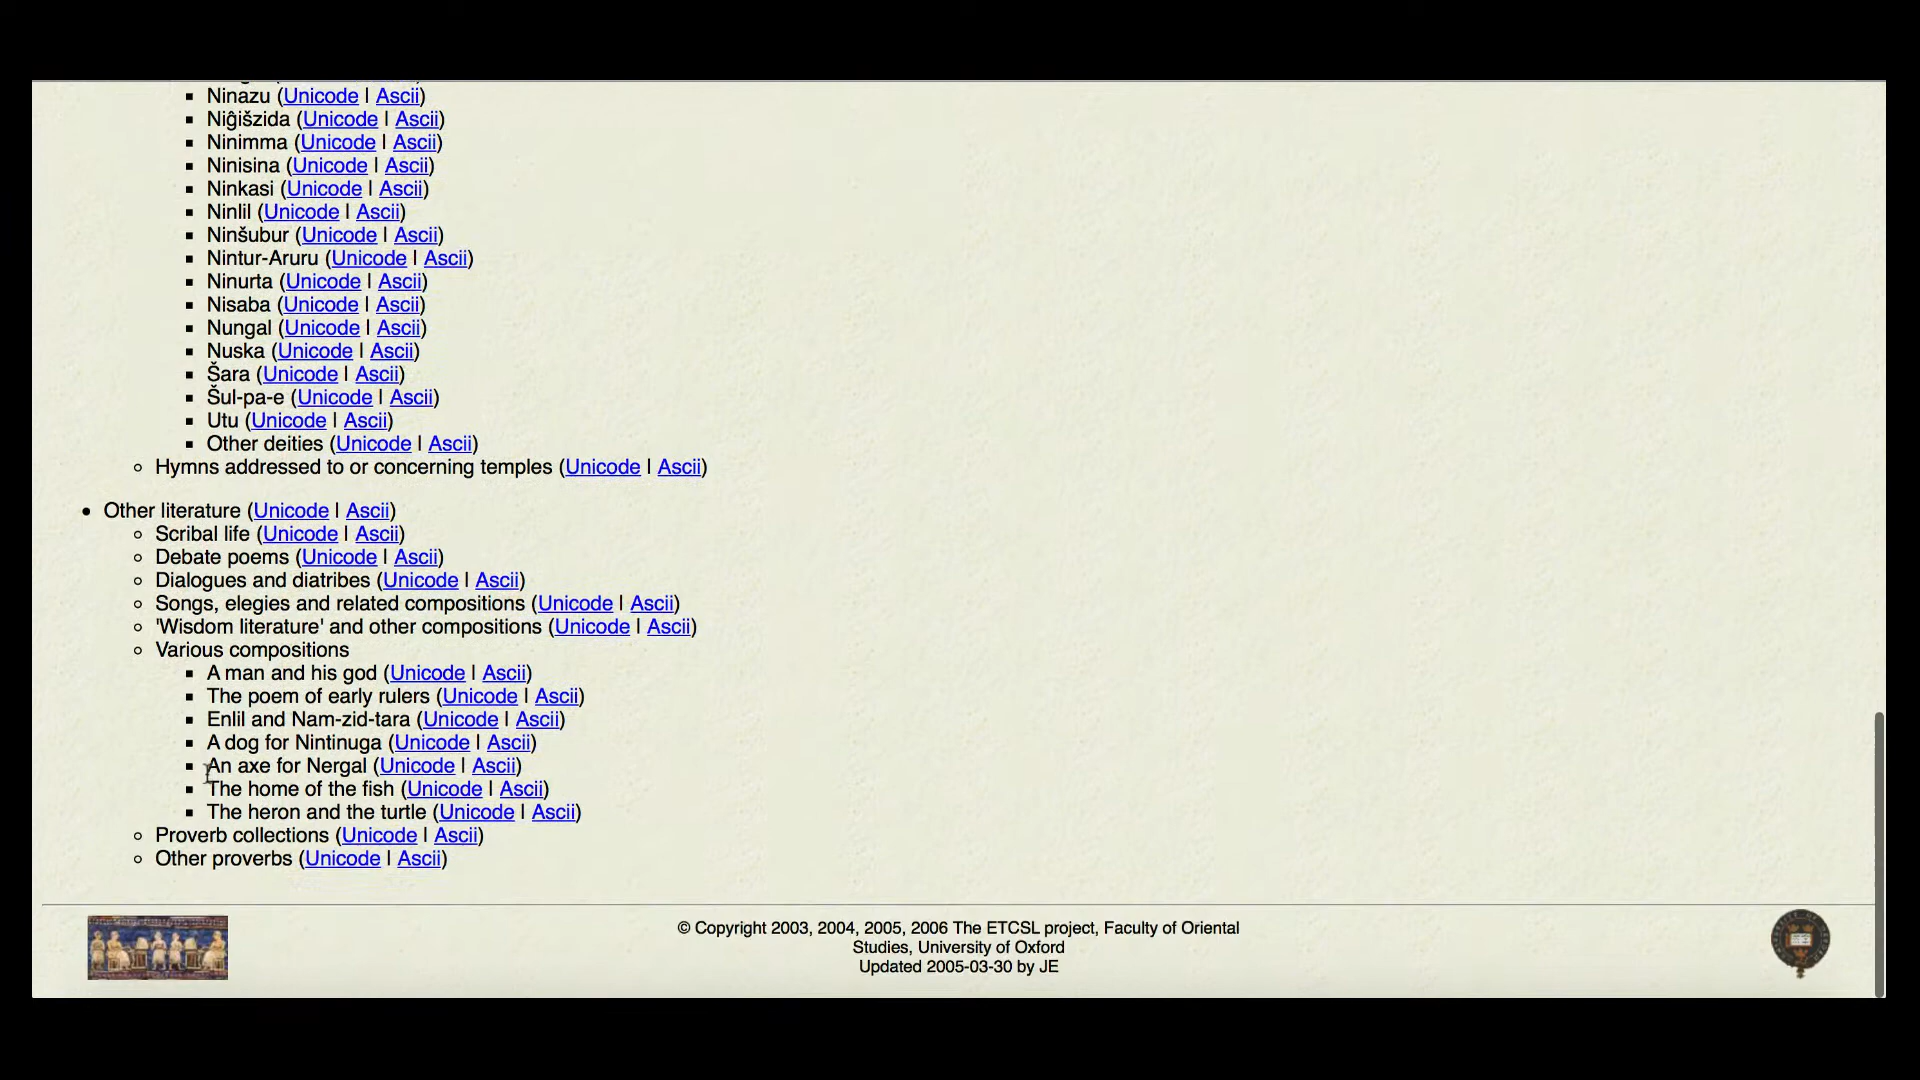 Ninazu (Unicode | Ascii)
Niĝišzida (Unicode | Ascii)
Ninimma (Unicode | Ascii)
Ninisina (Unicode | Ascii)
Ninkasi (Unicode | Ascii)
Ninlil (Unicode | Ascii)
Ninšubur (Unicode | Ascii)
Nintur-Aruru (Unicode | Ascii)
Ninurta (Unicode | Ascii)
Nisaba (Unicode | Ascii)
Nungal (Unicode | Ascii)
Nuska (Unicode | Ascii)
Šara (Unicode | Ascii)
Šul-pa-e (Unicode | Ascii)
Utu (Unicode | Ascii)
Other deities (Unicode | Ascii)
Hymns addressed to or concerning temples (Unicode | Ascii)
Other literature (Unicode | Ascii)
Scribal life (Unicode | Ascii)
Debate poems (Unicode | Ascii)
Dialogues and diatribes (Unicode | Ascii)
Songs, elegies and related compositions (Unicode | Ascii)
'Wisdom literature' and other compositions (Unicode | Ascii)
Various compositions
A man and his god (Unicode | Ascii)
The poem of early rulers (Unicode | Ascii)
Enlil and Nam-zid-tara (Unicode | Ascii)
A dog for Nintinuga (Unicode | Ascii)
An axe for Nergal (Unicode | Ascii)
The home of the fish (Unicode | Ascii)
The heron and the turtle (Unicode | Ascii)
Proverb collections (Unicode | Ascii)
Other proverbs (Unicode | Ascii)
© Copyright 2003, 2004, 2005, 2006 The ETCSL project, Faculty of Oriental
Studies, University of Oxford
Updated 2005-03-30 by JE